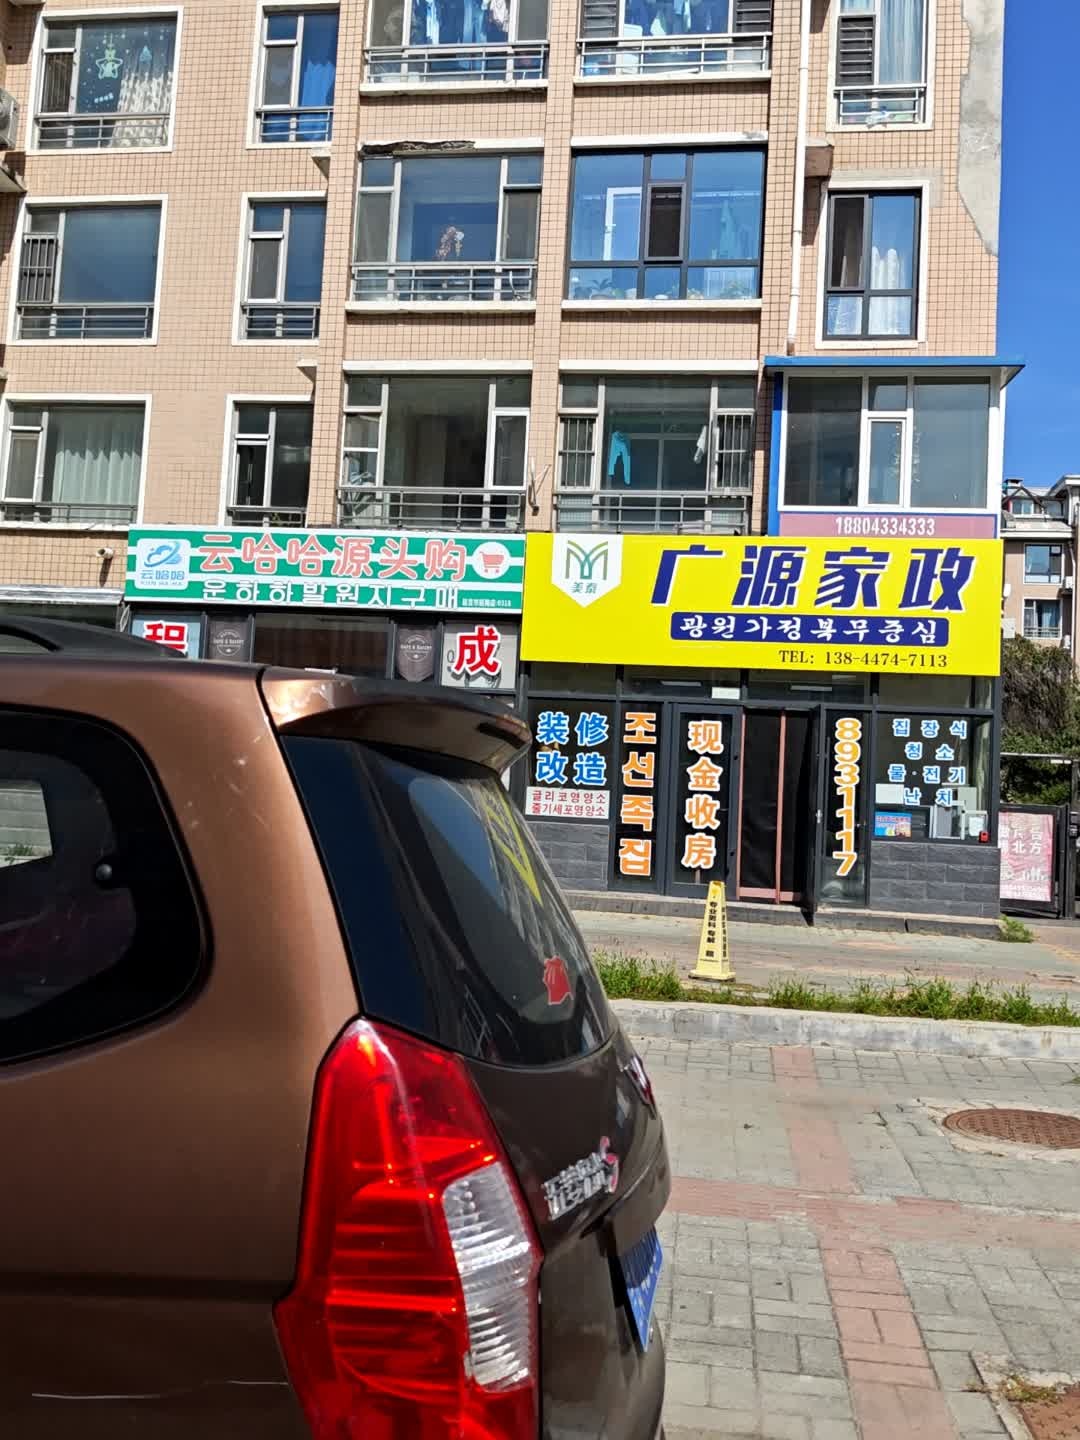 18804333433
云哈哈
云哈哈源头购
운하하발원지구매
美泰
广源家政
광원가정복무중심
TEL: 138-4474-7113
程
成
装修
改造
글리코영양소
줄기세포영양소
조선족집
现金收房
8931117
집장식
청소
물·전기
난치